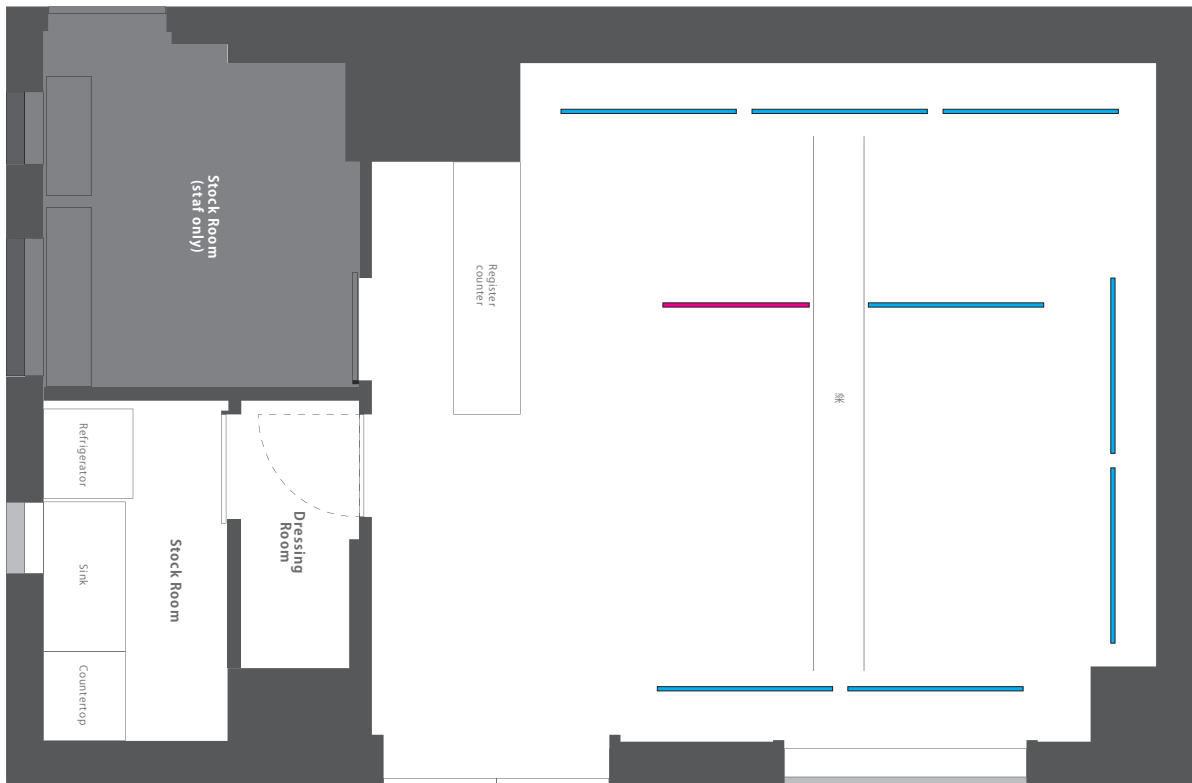 Stock Room
(staf only)
Register
counter
梁
Refrigerator
Sink
Countertop
Stock Room
Dressing
Room